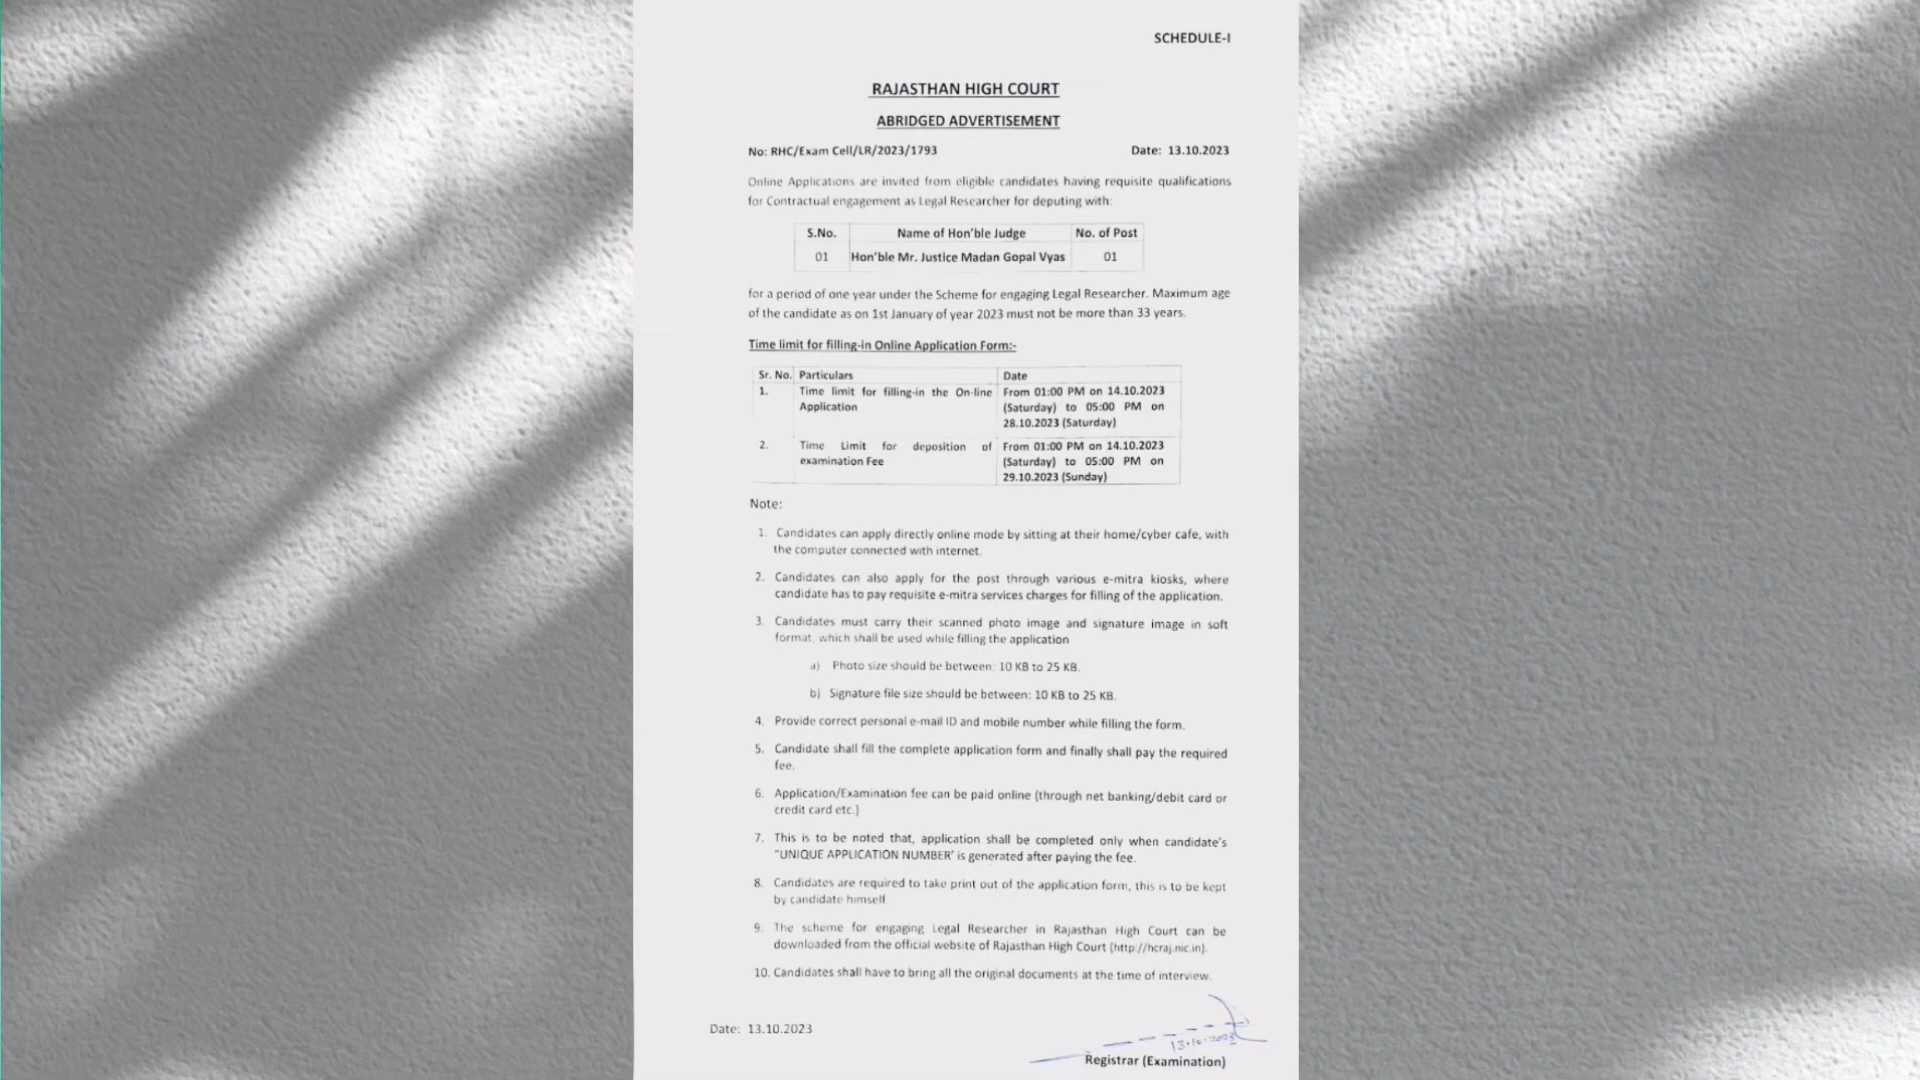 SCHEDULE-I
RAJASTHAN HIGH COURT
ABRIDGED ADVERTISEMENT
No: RHC/Exam Cell/LR/2023/1793 Date: 13.10.2023
Online Applications are invited from eligible candidates having requisite qualifications
for Contractual engagement as Legal Researcher for deputing with:
S.No. Name of Hon'ble Judge No. of Post
01 Hon'ble Mr. Justice Madan Gopal Vyas 01
for a period of one year under the Scheme for engaging Legal Researcher. Maximum age
of the candidate as on 1st January of year 2023 must not be more than 33 years.
Time limit for filling-in Online Application Form:-
Sr. No. Particulars Date
1. Time limit for filling-in the On-line From 01:00 PM on 14.10.2023
Application (Saturday) to 05:00 PM on
28.10.2023 (Saturday)
2. Time Limit for deposition of From 01:00 PM on 14.10.2023
examination Fee (Saturday) to 05:00 PM on
29.10.2023 (Sunday)
Note:
1. Candidates can apply directly online mode by sitting at their home/cyber cafe, with
the computer connected with internet.
2. Candidates can also apply for the post through various e-mitra kiosks, where
candidate has to pay requisite e-mitra services charges for filling of the application.
3. Candidates must carry their scanned photo image and signature image in soft
format, which shall be used while filling the application
a) Photo size should be between: 10 KB to 25 KB.
b) Signature file size should be between: 10 KB to 25 KB.
4. Provide correct personal e-mail ID and mobile number while filling the form.
5. Candidate shall fill the complete application form and finally shall pay the required
fee.
6. Application/Examination fee can be paid online (through net banking/debit card or
credit card etc.)
7. This is to be noted that, application shall be completed only when candidate's
"UNIQUE APPLICATION NUMBER' is generated after paying the fee.
8. Candidates are required to take print out of the application form, this is to be kept
by candidate himself
9. The scheme for engaging Legal Researcher in Rajasthan High Court can be
downloaded from the official website of Rajasthan High Court (http://hcraj.nic.in).
10. Candidates shall have to bring all the original documents at the time of interview.
Date: 13.10.2023
13.10.2023
Registrar (Examination)